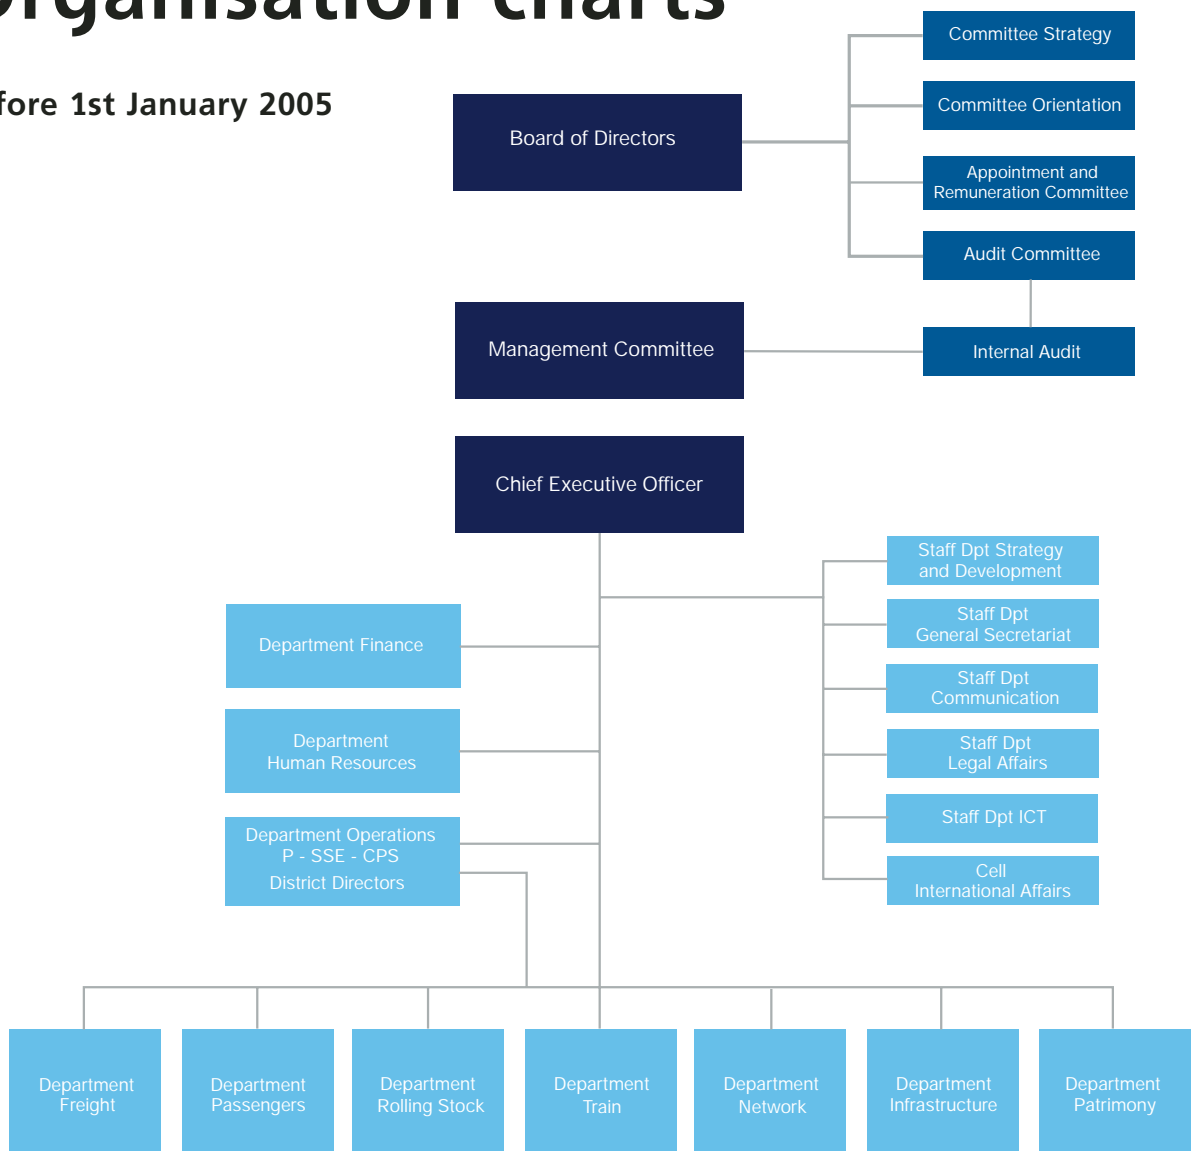 Organisation charts
fore 1st January 2005
Committee Strategy
Committee Orientation
Board of Directors
Appointment and
Remuneration Committee
Audit Committee
Management Committee
Internal Audit
Chief Executive Officer
Staff Dpt Strategy
and Development
Staff Dpt
General Secretariat
Department Finance
Staff Dpt
Communication
Department
Human Resources
Staff Dpt
Legal Affairs
Staff Dpt ICT
Department Operations
P - SSE - CPS
District Directors
Cell
International Affairs
Department
Freight
Department
Passengers
Department
Rolling Stock
Department
Train
Department
Network
Department
Infrastructure
Department
Patrimony